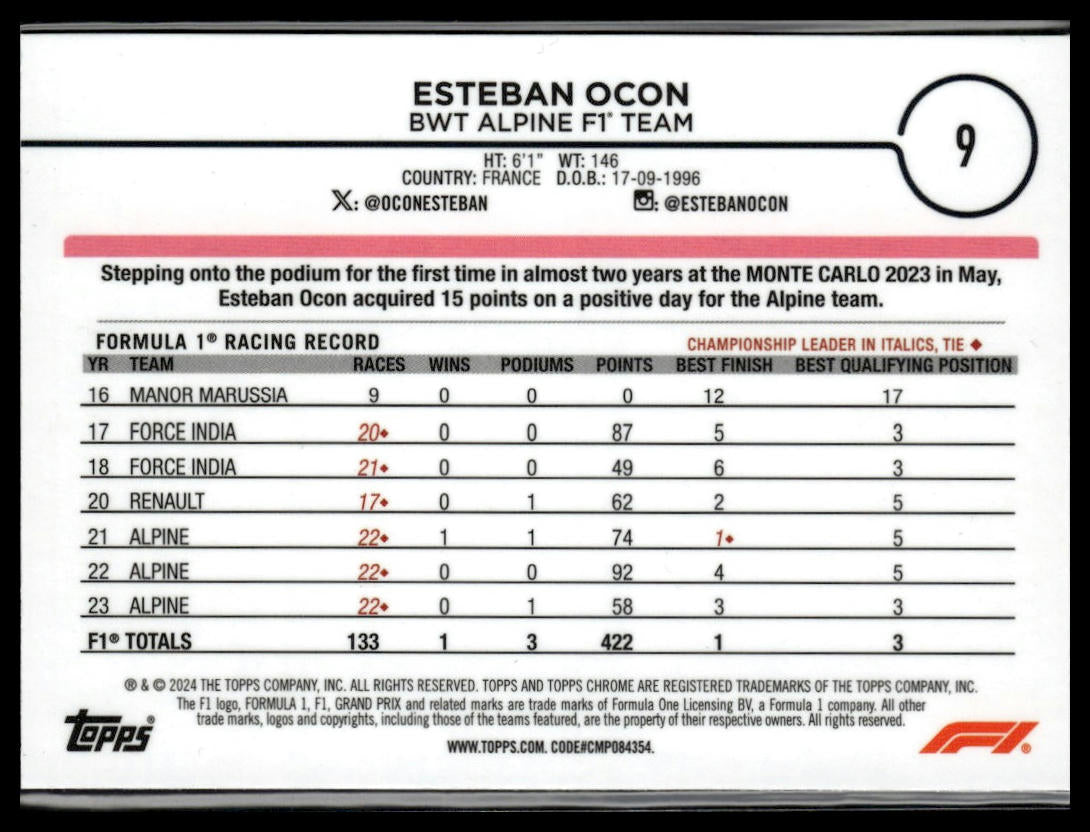 ESTEBAN OCON
BWT ALPINE F1® TEAM
9
HT: 6'1" WT: 146
COUNTRY: FRANCE D.O.B.: 17-09-1996
X: @OCONESTEBAN : @ESTEBANOCON
Stepping onto the podium for the first time in almost two years at the MONTE CARLO 2023 in May,
Esteban Ocon acquired 15 points on a positive day for the Alpine team.
FORMULA 1® RACING RECORD CHAMPIONSHIP LEADER IN ITALICS, TIE ◆
YR TEAM RACES WINS PODIUMS POINTS BEST FINISH BEST QUALIFYING POSITION
16 MANOR MARUSSIA 9 0 0 0 12 17
17 FORCE INDIA 20◆ 0 0 87 5 3
18 FORCE INDIA 21◆ 0 0 49 6 3
20 RENAULT 17◆ 0 1 62 2 5
21 ALPINE 22◆ 1 1 74 1◆ 5
22 ALPINE 22◆ 0 0 92 4 5
23 ALPINE 22◆ 0 1 58 3 3
F1® TOTALS 133 1 3 422 1 3
® & © 2024 THE TOPPS COMPANY, INC. ALL RIGHTS RESERVED. TOPPS AND TOPPS CHROME ARE REGISTERED TRADEMARKS OF THE TOPPS COMPANY, INC.
The F1 logo, FORMULA 1, F1, GRAND PRIX and related marks are trade marks of Formula One Licensing BV, a Formula 1 company. All other
trade marks, logos and copyrights, including those of the teams featured, are the property of their respective owners. All rights reserved.
WWW.TOPPS.COM. CODE#CMP084354.
Topps®
F1®